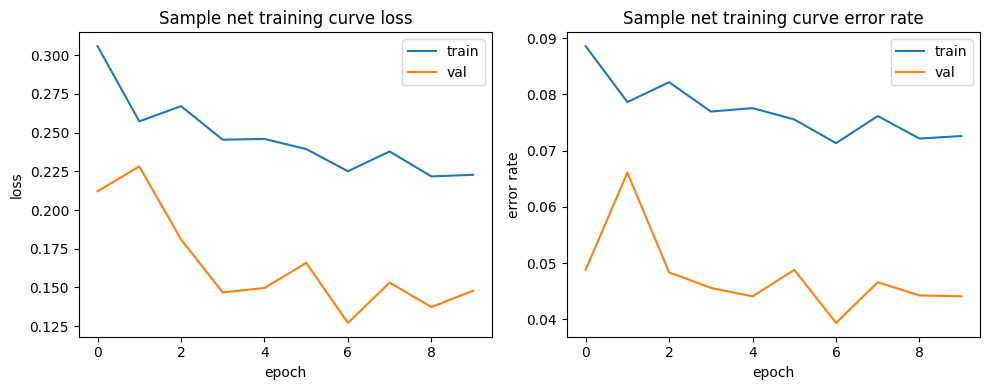 Sample net training curve loss
train
val
0.300
0.275
0.250
0.225
0.200
0.175
0.150
0.125
loss
0 2 4 6 8
epoch
Sample net training curve error rate
train
val
0.09
0.08
0.07
0.06
0.05
0.04
error rate
0 2 4 6 8
epoch